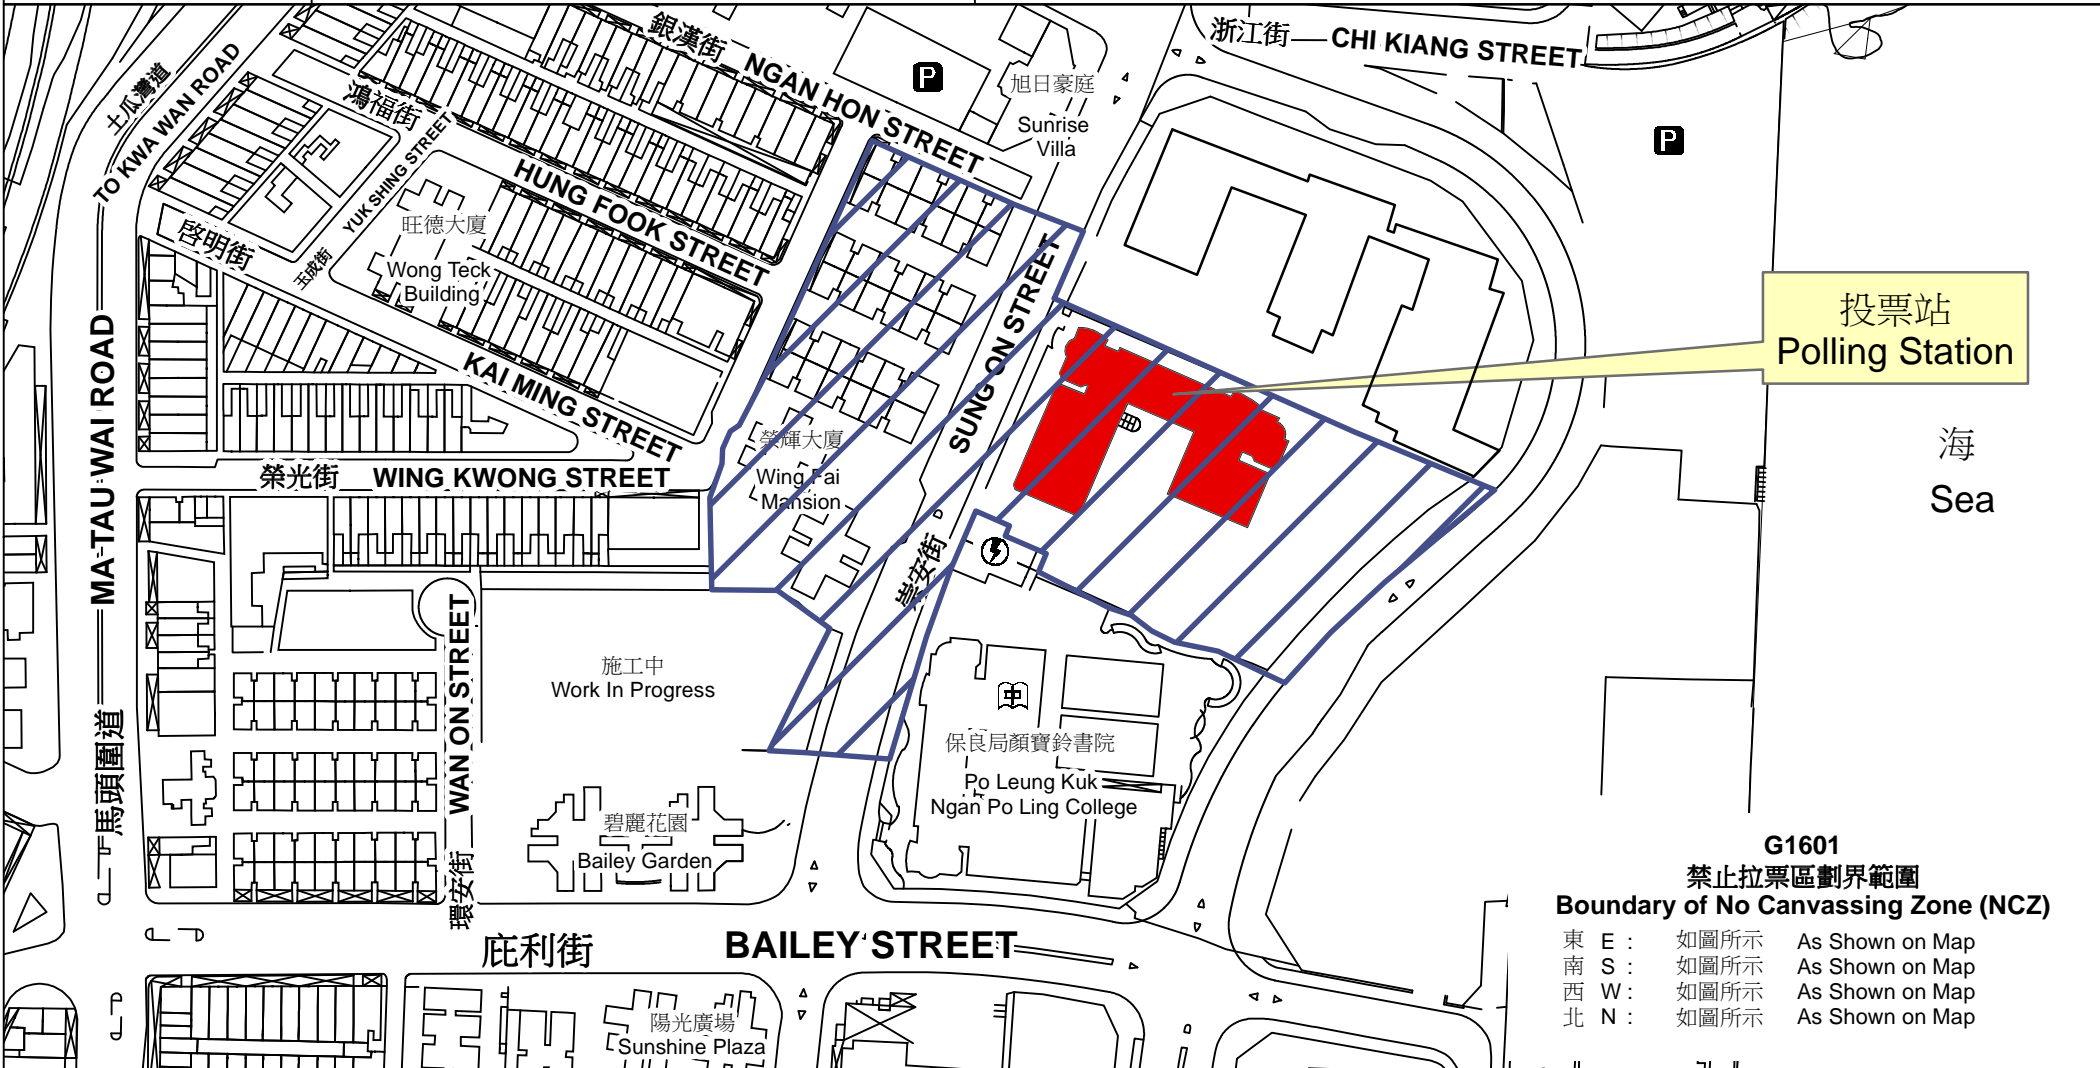 銀漢街 NGAN HON STREET
浙江街 CHI KIANG STREET
P
旭日豪庭
Sunrise
Villa
P
土瓜灣道
TO KWA WAN ROAD
鴻福街
HUNG FOOK STREET
YUK SHING STREET
玉成街
旺德大廈
Wong Teck
Building
啓明街
KAI MING STREET
SUNG ON STREET
崇安街
投票站
Polling Station
海
Sea
MA TAU WAI ROAD
馬頭圍道
榮光街 WING KWONG STREET
榮輝大廈
Wing Fai
Mansion
WAN ON STREET
環安街
施工中
Work In Progress
中
保良局顏寶鈴書院
Po Leung Kuk
Ngan Po Ling College
碧麗花園
Bailey Garden
庇利街 BAILEY STREET
陽光廣場
Sunshine Plaza
G1601
禁止拉票區劃界範圍
Boundary of No Canvassing Zone (NCZ)
東 E : 如圖所示 As Shown on Map
南 S : 如圖所示 As Shown on Map
西 W : 如圖所示 As Shown on Map
北 N : 如圖所示 As Shown on Map